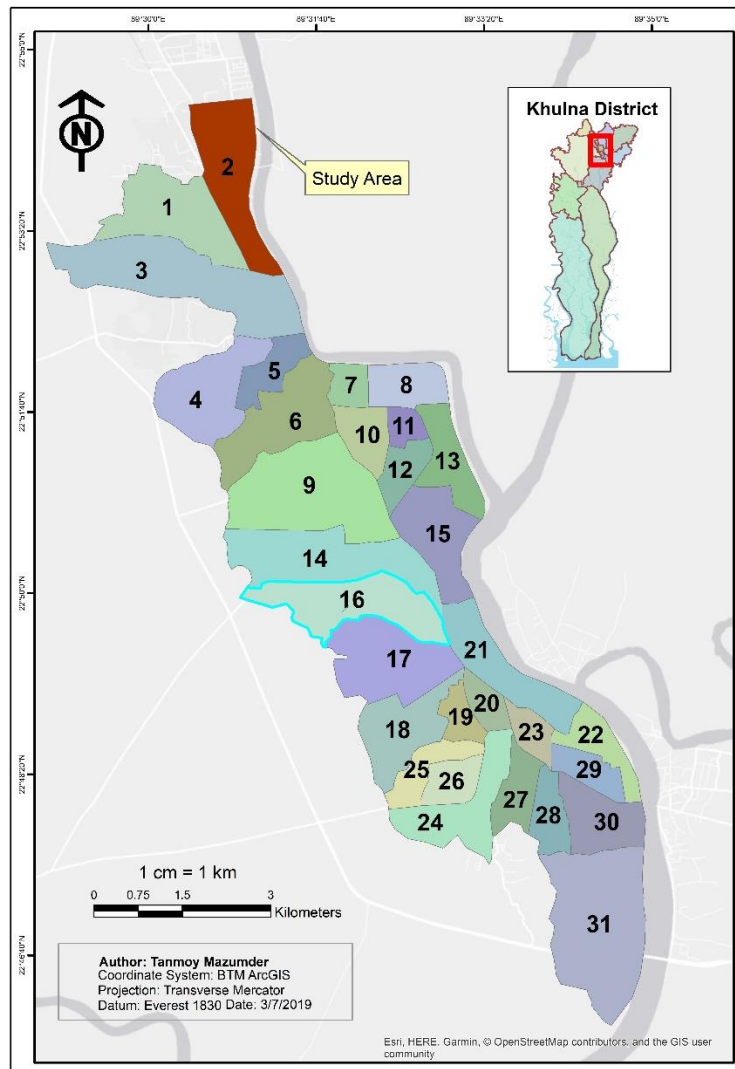 89°30'0"E 89°31'40"E 89°33'20"E 89°35'0"E
22°55'0"N
Khulna District
N
2
Study Area
1
22°53'20"N
3
5
7
8
4
22°51'40"N
6
10
11
12
13
9
15
14
22°50'0"N
16
21
17
20
19
18
23
22
29
22°48'20"N
25
26
27
28
24
30
1 cm = 1 km
0 0.75 1.5 3
Kilometers
31
22°46'40"N
Author: Tanmoy Mazumder
Coordinate System: BTM ArcGIS
Projection: Transverse Mercator
Datum: Everest 1830 Date: 3/7/2019
Esri, HERE. Garmin, © OpenStreetMap contributors. and the GIS user
community